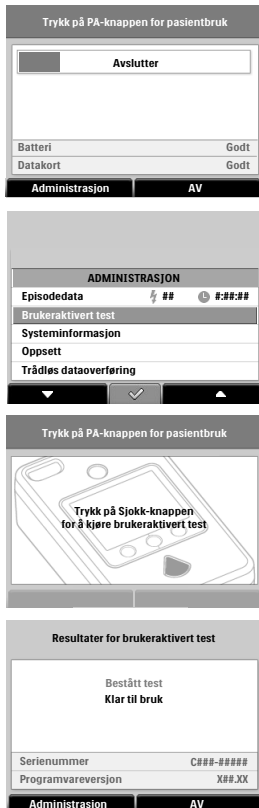 Trykk på PA-knappen for pasientbruk
Avslutter
Batteri Godt
Datakort Godt
Administrasjon AV
ADMINISTRASJON
Episodedata ## #:##:##
Brukeraktivert test
Systeminformasjon
Oppsett
Trådløs dataoverføring
Trykk på PA-knappen for pasientbruk
Trykk på Sjokk-knappen
for å kjøre brukeraktivert test
Resultater for brukeraktivert test
Bestått test
Klar til bruk
Serienummer C###-#####
Programvareversjon X##.XX
Administrasjon AV